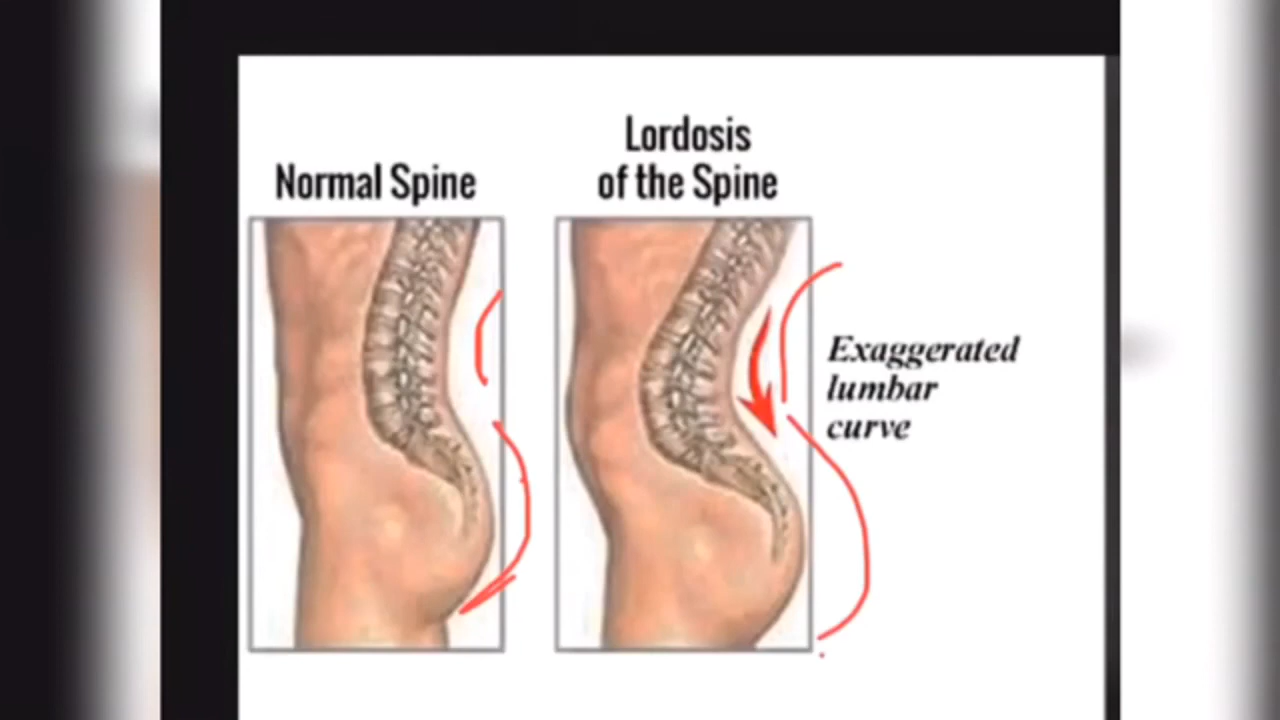 Normal Spine
Lordosis
of the Spine
Exaggerated
lumbar
curve